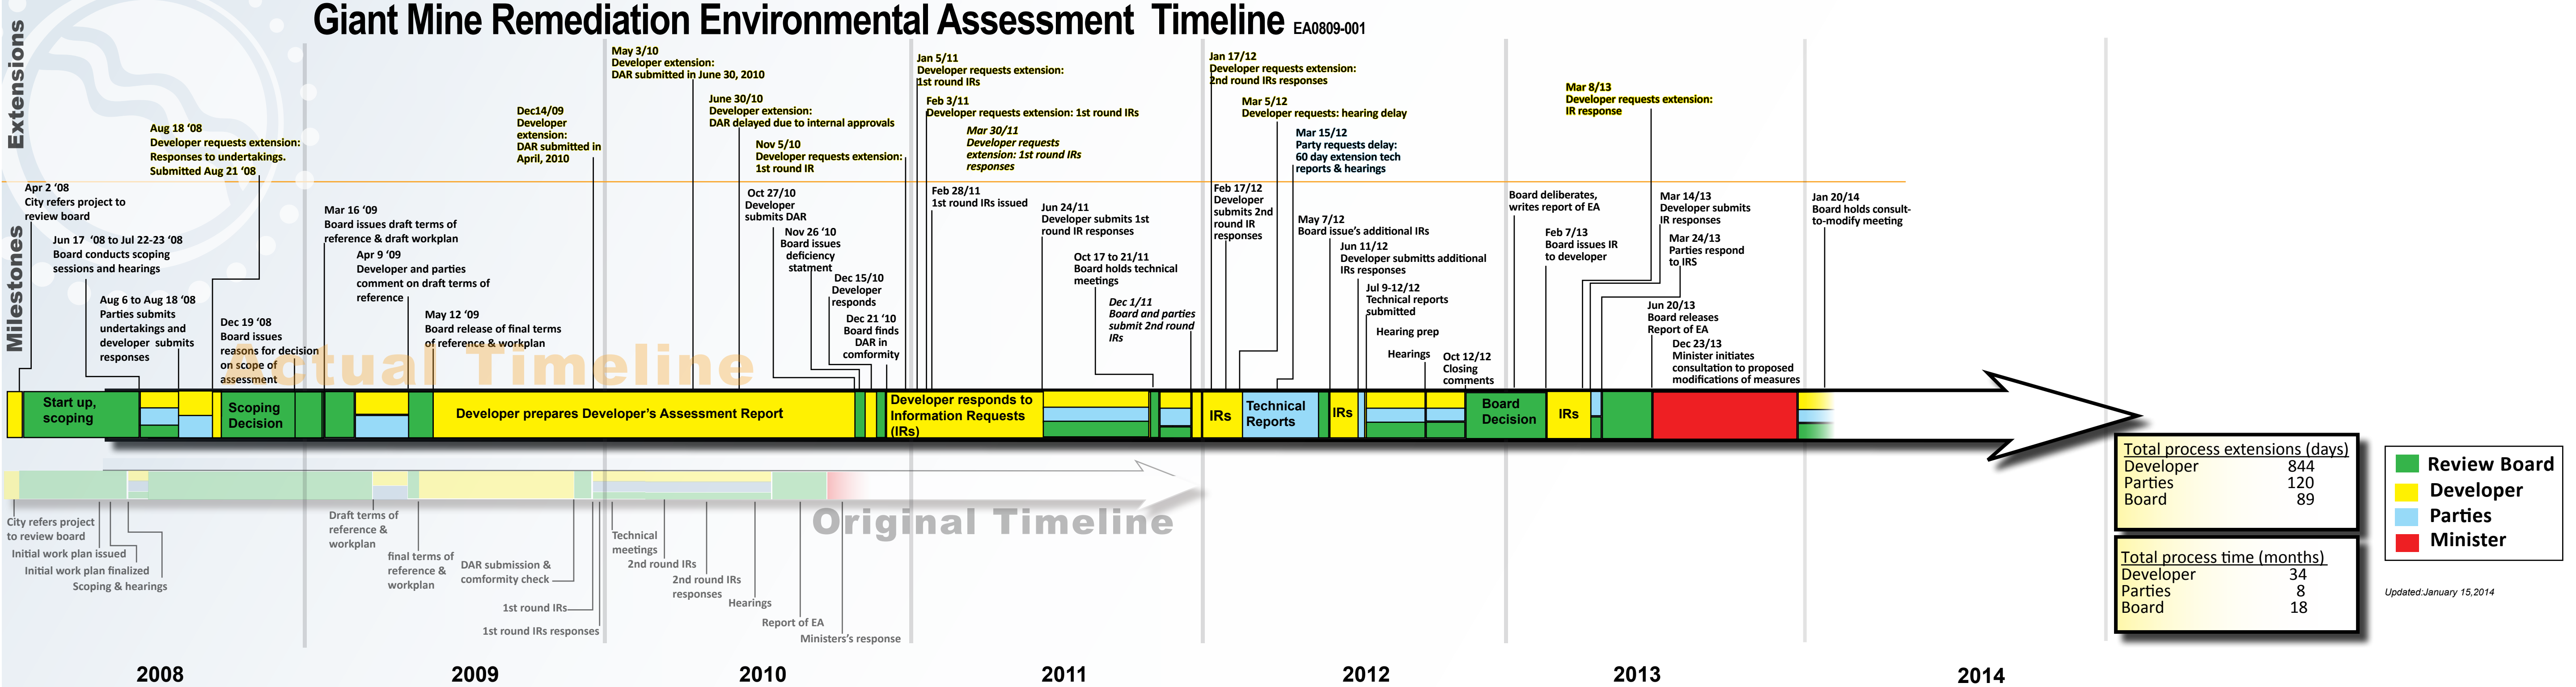 Giant Mine Remediation Environmental Assessment Timeline EA0809-001
Extensions
Milestones
Aug 18 ‘08
Developer requests extension:
Responses to undertakings.
Submitted Aug 21 ‘08
Dec14/09
Developer
extension:
DAR submitted in
April, 2010
May 3/10
Developer extension:
DAR submitted in June 30, 2010
June 30/10
Developer extension:
DAR delayed due to internal approvals
Nov 5/10
Developer requests extension:
1st round IR
Jan 5/11
Developer requests extension:
1st round IRs
Feb 3/11
Developer requests extension: 1st round IRs
Mar 30/11
Developer requests
extension: 1st round IRs
responses
Jan 17/12
Developer requests extension:
2nd round IRs responses
Mar 5/12
Developer requests: hearing delay
Mar 15/12
Party requests delay:
60 day extension tech
reports & hearings
Mar 8/13
Developer requests extension:
IR response
Apr 2 ‘08
City refers project to
review board
Jun 17 ‘08 to Jul 22-23 ‘08
Board conducts scoping
sessions and hearings
Aug 6 to Aug 18 ‘08
Parties submits
undertakings and
developer submits
responses
Dec 19 ‘08
Board issues
reasons for decision
on scope of
assessment
Mar 16 ‘09
Board issues draft terms of
reference & draft workplan
Apr 9 ‘09
Developer and parties
comment on draft terms of
reference
May 12 ‘09
Board release of final terms
of reference & workplan
Oct 27/10
Developer
submits DAR
Nov 26 ‘10
Board issues
deficiency
statment
Dec 15/10
Developer
responds
Dec 21 ‘10
Board finds
DAR in
comformity
Feb 28/11
1st round IRs issued
Jun 24/11
Developer submits 1st
round IR responses
Oct 17 to 21/11
Board holds technical
meetings
Dec 1/11
Board and parties
submit 2nd round
IRs
Feb 17/12
Developer
submits 2nd
round IR
responses
May 7/12
Board issue’s additional IRs
Jun 11/12
Developer submitts additional
IRs responses
Jul 9-12/12
Technical reports
submitted
Hearing prep
Hearings
Oct 12/12
Closing
comments
Board deliberates,
writes report of EA
Feb 7/13
Board issues IR
to developer
Mar 14/13
Developer submits
IR responses
Mar 24/13
Parties respond
to IRS
Jun 20/13
Board releases
Report of EA
Dec 23/13
Minister initiates
consultation to proposed
modifications of measures
Jan 20/14
Board holds consult-
to-modify meeting
Actual Timeline
Start up,
scoping
Scoping
Decision
Developer prepares Developer’s Assessment Report
Developer responds to
Information Requests
(IRs)
IRs
Technical
Reports
IRs
Board
Decision
IRs
Original Timeline
City refers project
to review board
Initial work plan issued
Initial work plan finalized
Scoping & hearings
Draft terms of
reference &
workplan
final terms of
reference &
workplan
DAR submission &
comformity check
1st round IRs
1st round IRs responses
Technical
meetings
2nd round IRs
2nd round IRs
responses
Hearings
Report of EA
Ministers’s response
Total process extensions (days)
Developer 844
Parties 120
Board 89
Total process time (months)
Developer 34
Parties 8
Board 18
Review Board
Developer
Parties
Minister
Updated:January 15,2014
2008
2009
2010
2011
2012
2013
2014